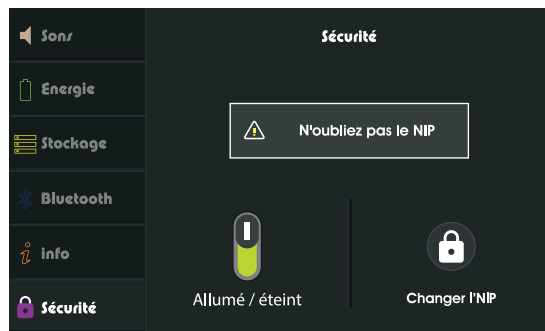 Sons
Energie
Stockage
Bluetooth
info
Sécurité
Sécurité
N'oubliez pas le NIP
Allumé / éteint
Changer l'NIP